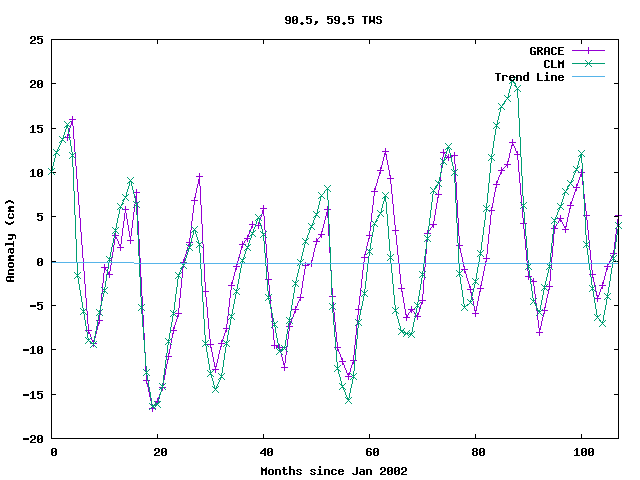 90.5, 59.5 TWS
25
20
15
10
5
0
-5
-10
-15
-20
Anomaly (cm)
GRACE
CLM
Trend Line
0 20 40 60 80 100
Months since Jan 2002